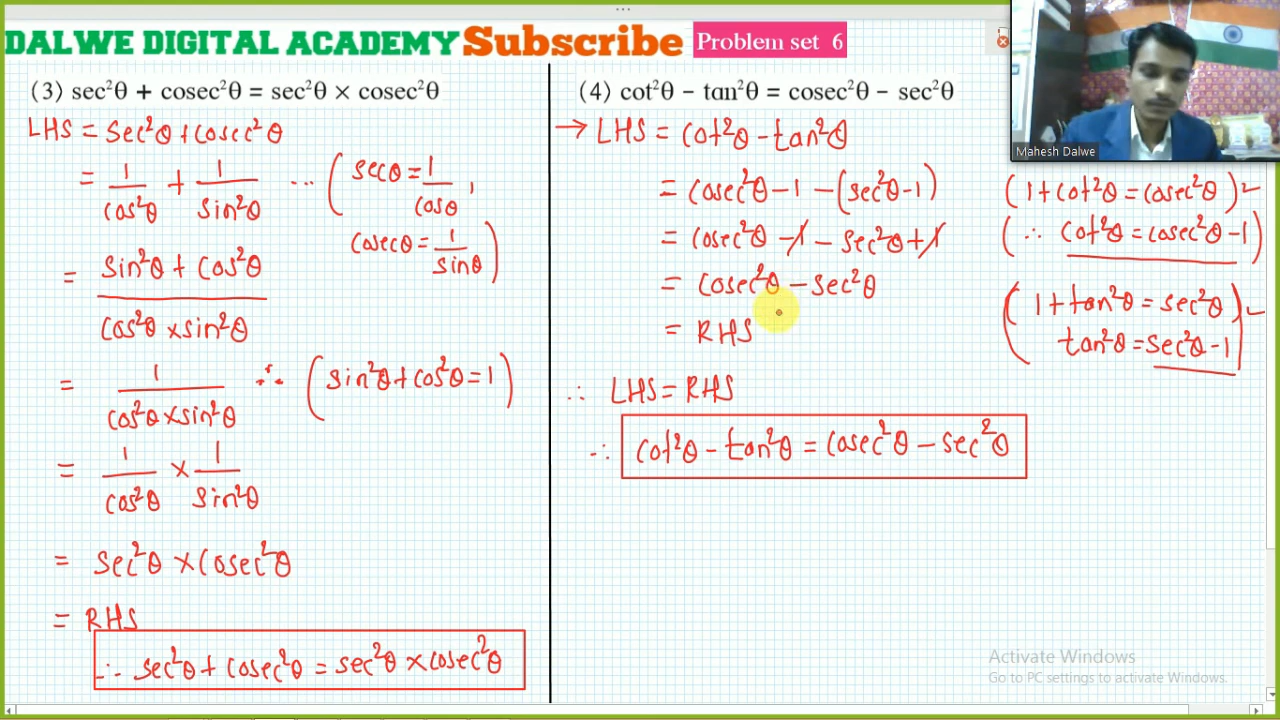 DALWE DIGITAL ACADEMY Subscribe Problem set 6
Mahesh Dalwe
(3) sec²θ + cosec²θ = sec²θ × cosec²θ
LHS = sec²θ + cosec²θ
= 1/cos²θ + 1/sin²θ ... (secθ = 1/cosθ ,
cosecθ = 1/sinθ)
= (sin²θ + cos²θ)/(cos²θ × sin²θ)
= 1/(cos²θ × sin²θ) ∴ (sin²θ + cos²θ = 1)
= 1/cos²θ × 1/sin²θ
= sec²θ × cosec²θ
= RHS
∴ sec²θ + cosec²θ = sec²θ × cosec²θ
(4) cot²θ − tan²θ = cosec²θ − sec²θ
→ LHS = cot²θ − tan²θ
= cosec²θ − 1 − (sec²θ − 1)
= cosec²θ − 1 − sec²θ + 1
= cosec²θ − sec²θ
= RHS
∴ LHS = RHS
∴ cot²θ − tan²θ = cosec²θ − sec²θ
(1 + cot²θ = cosec²θ)
(∴ cot²θ = cosec²θ − 1)
(1 + tan²θ = sec²θ)
tan²θ = sec²θ − 1)
Activate Windows
Go to PC settings to activate Windows.